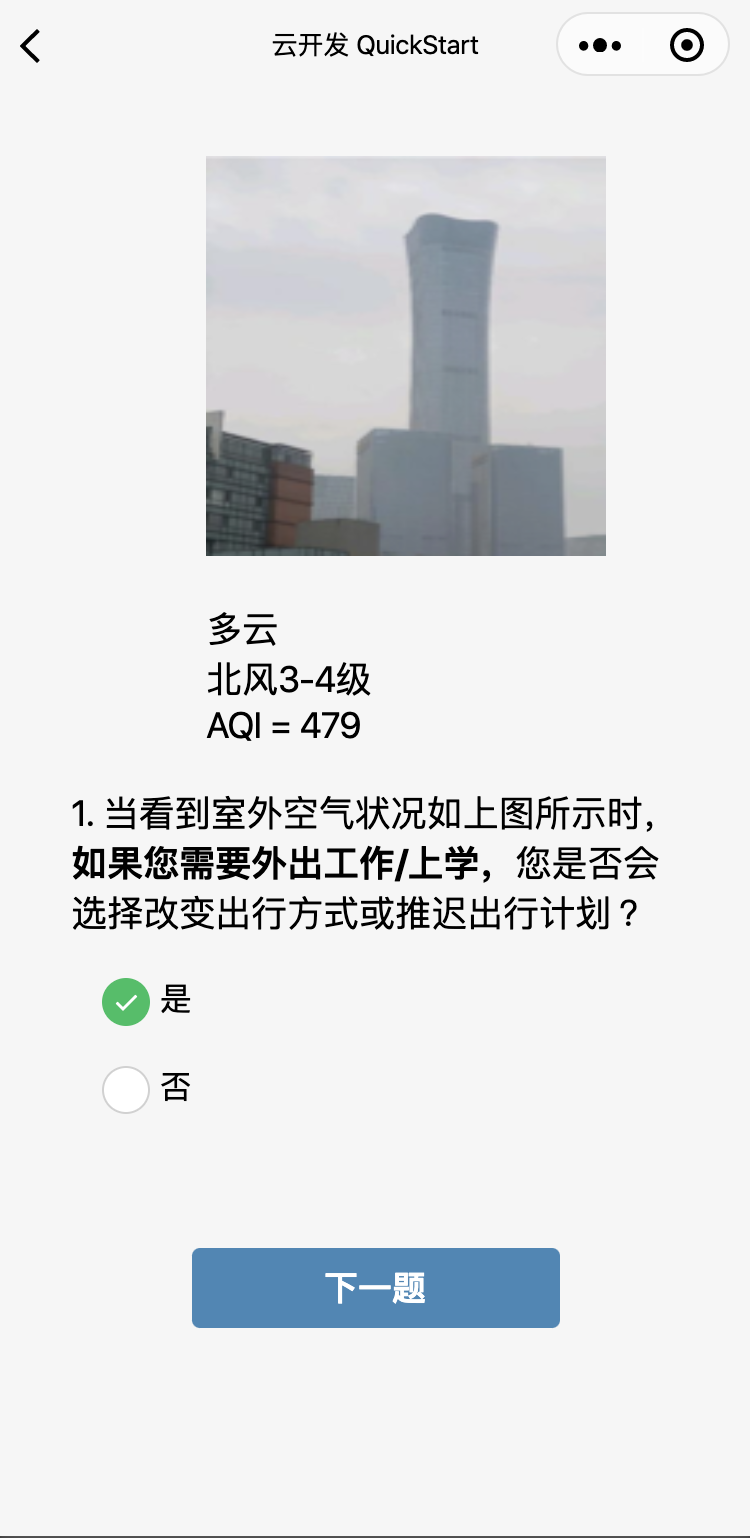 云开发 QuickStart
多云
北风3-4级
AQI = 479
1. 当看到室外空气状况如上图所示时，
如果您需要外出工作/上学，您是否会
选择改变出行方式或推迟出行计划？
是
否
下一题